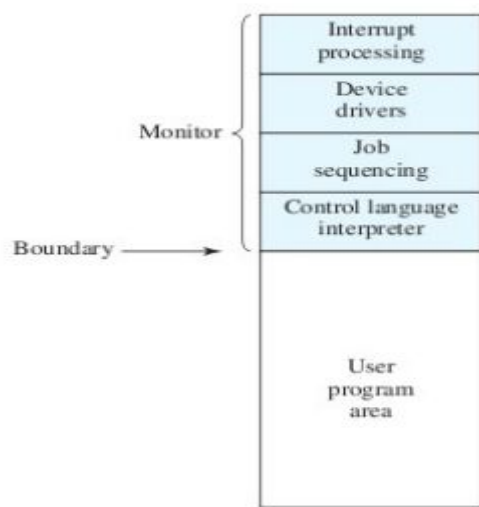 Interrupt
processing
Device
drivers
Monitor
Job
sequencing
Control language
interpreter
Boundary
User
program
area